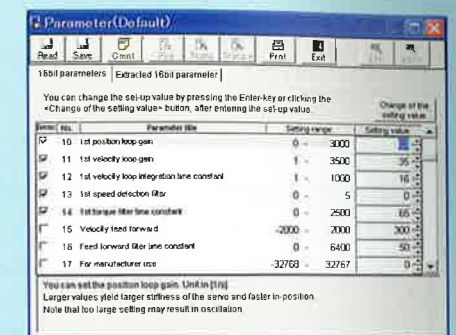 Parameter(Default)
Read Save Cmnt Print Exit
16bit parameters Extracted 16bit parameter
You can change the set-up value by pressing the Enter-key or clicking the
<Change of the setting value> button, after entering the set-up value.
Change of the
setting value
No. Parameter title Setting range Setting value
10 1st position loop gain 0 - 3000
11 1st velocity loop gain 1 - 3500 35
12 1st velocity loop integration time constant 1 - 1000 16
13 1st speed detection filter 0 - 5 0
14 1st torque filter time constant 0 - 2500 65
15 Velocity feed forward -2000 - 2000 300
16 Feed forward filter time constant 0 - 6400 50
17 For manufacturer use -32768 - 32767 0
You can set the position loop gain. Unit in [1/s].
Larger values yield larger stiffness of the servo and faster in-position.
Note that too large setting may result in oscillation.